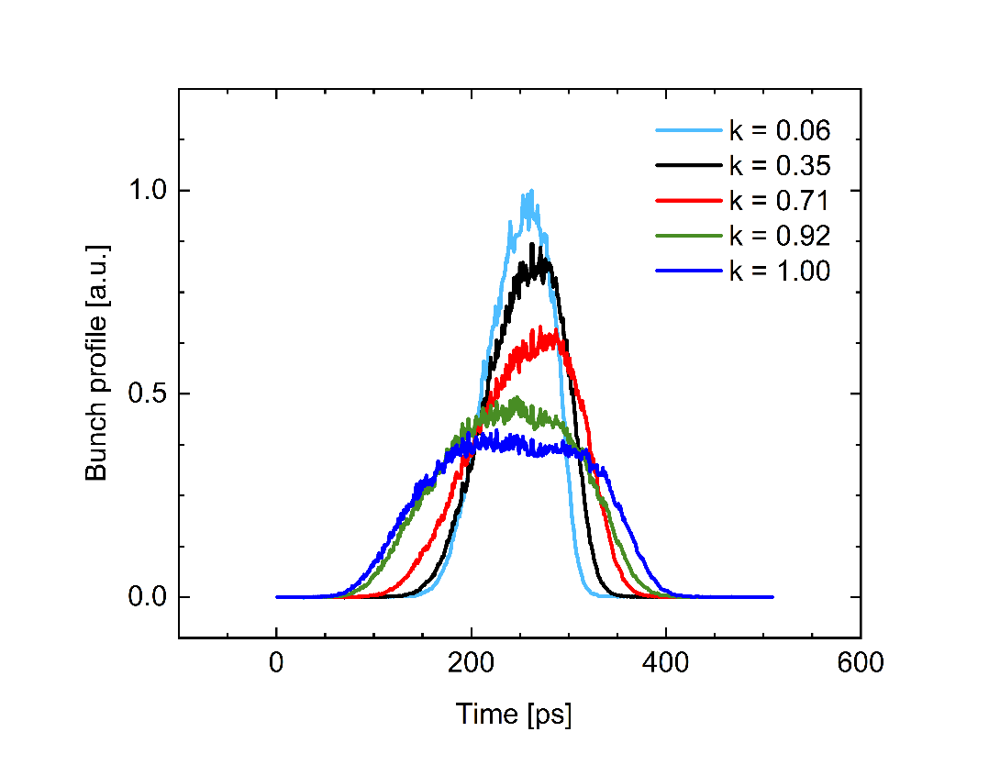 k = 0.06
k = 0.35
k = 0.71
k = 0.92
k = 1.00
1.0
0.5
0.0
Bunch profile [a.u.]
0 200 400 600
Time [ps]